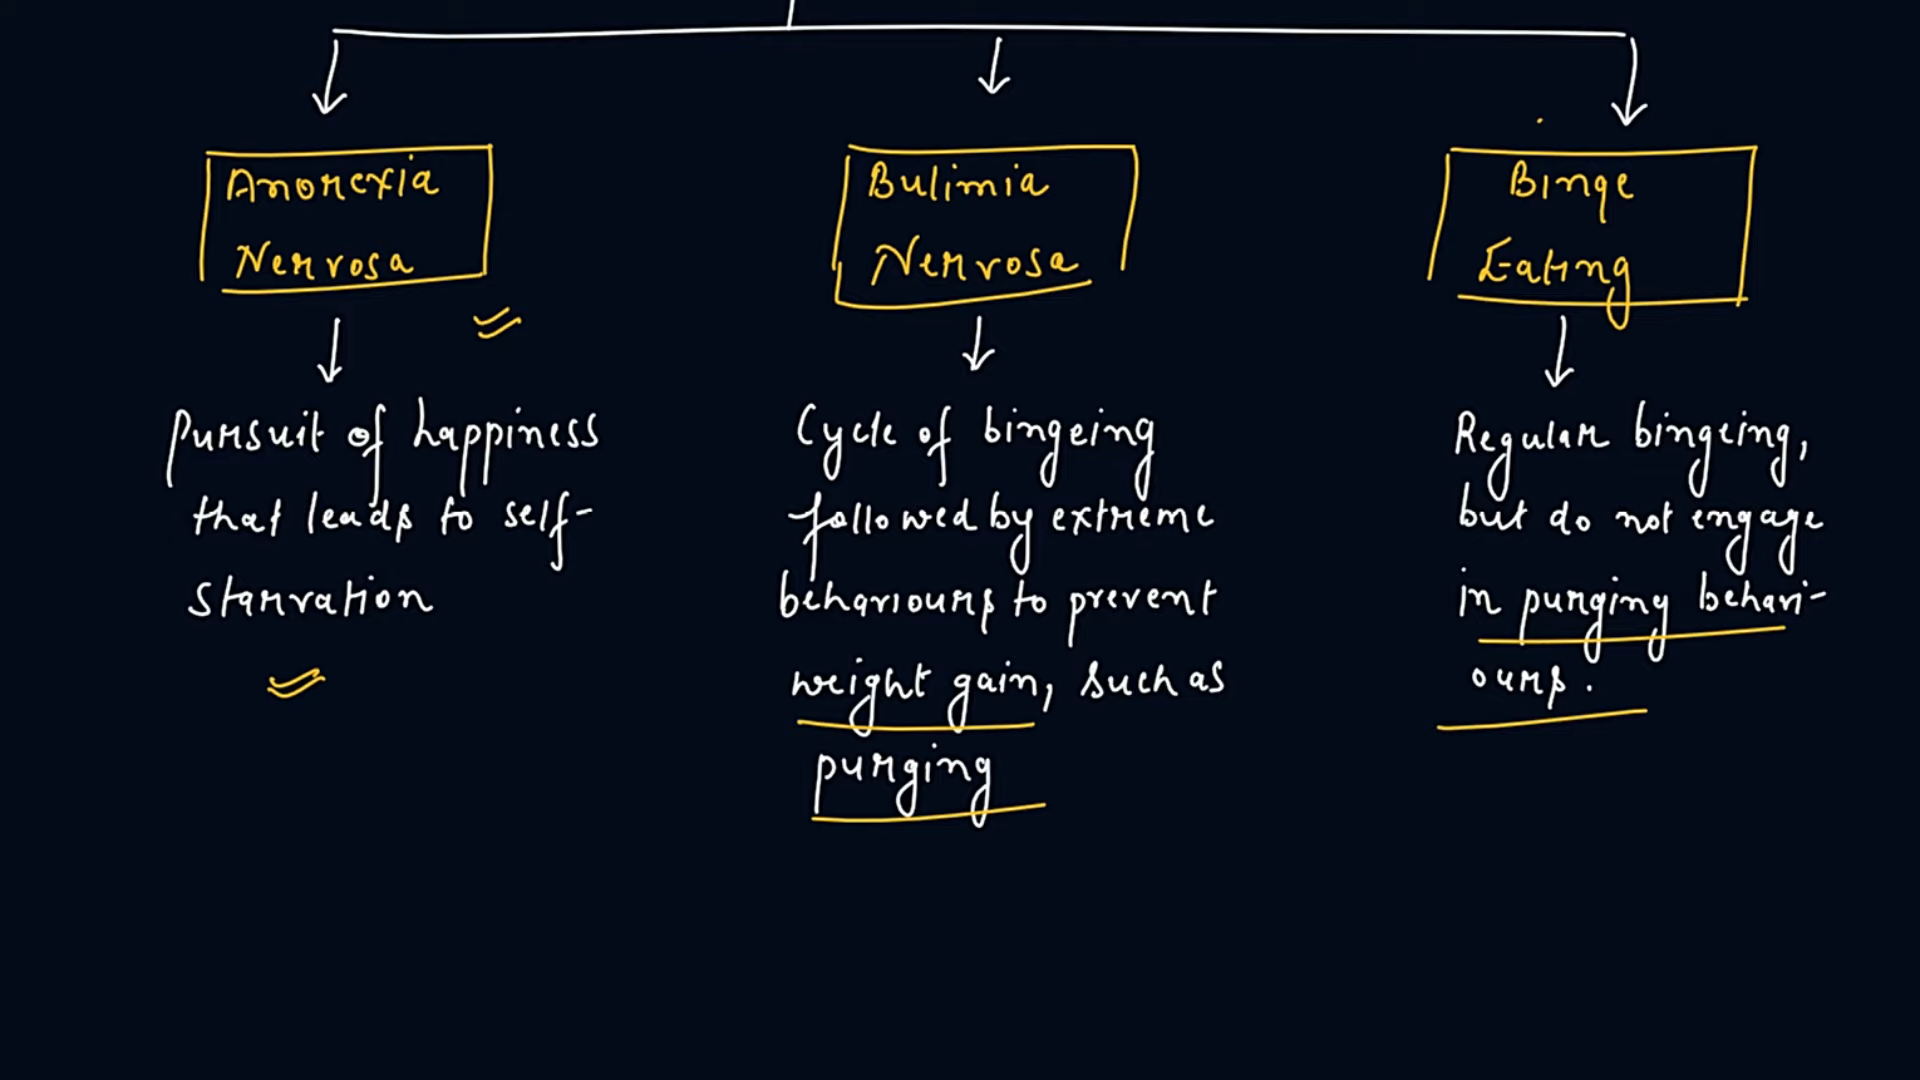 Anorexia
Nervosa
Pursuit of happiness
that leads to self-
starvation
Bulimia
Nervosa
Cycle of bingeing
followed by extreme
behaviours to prevent
weight gain, such as
purging
Binge
Eating
Regular bingeing,
but do not engage
in purging behavi-
ours.